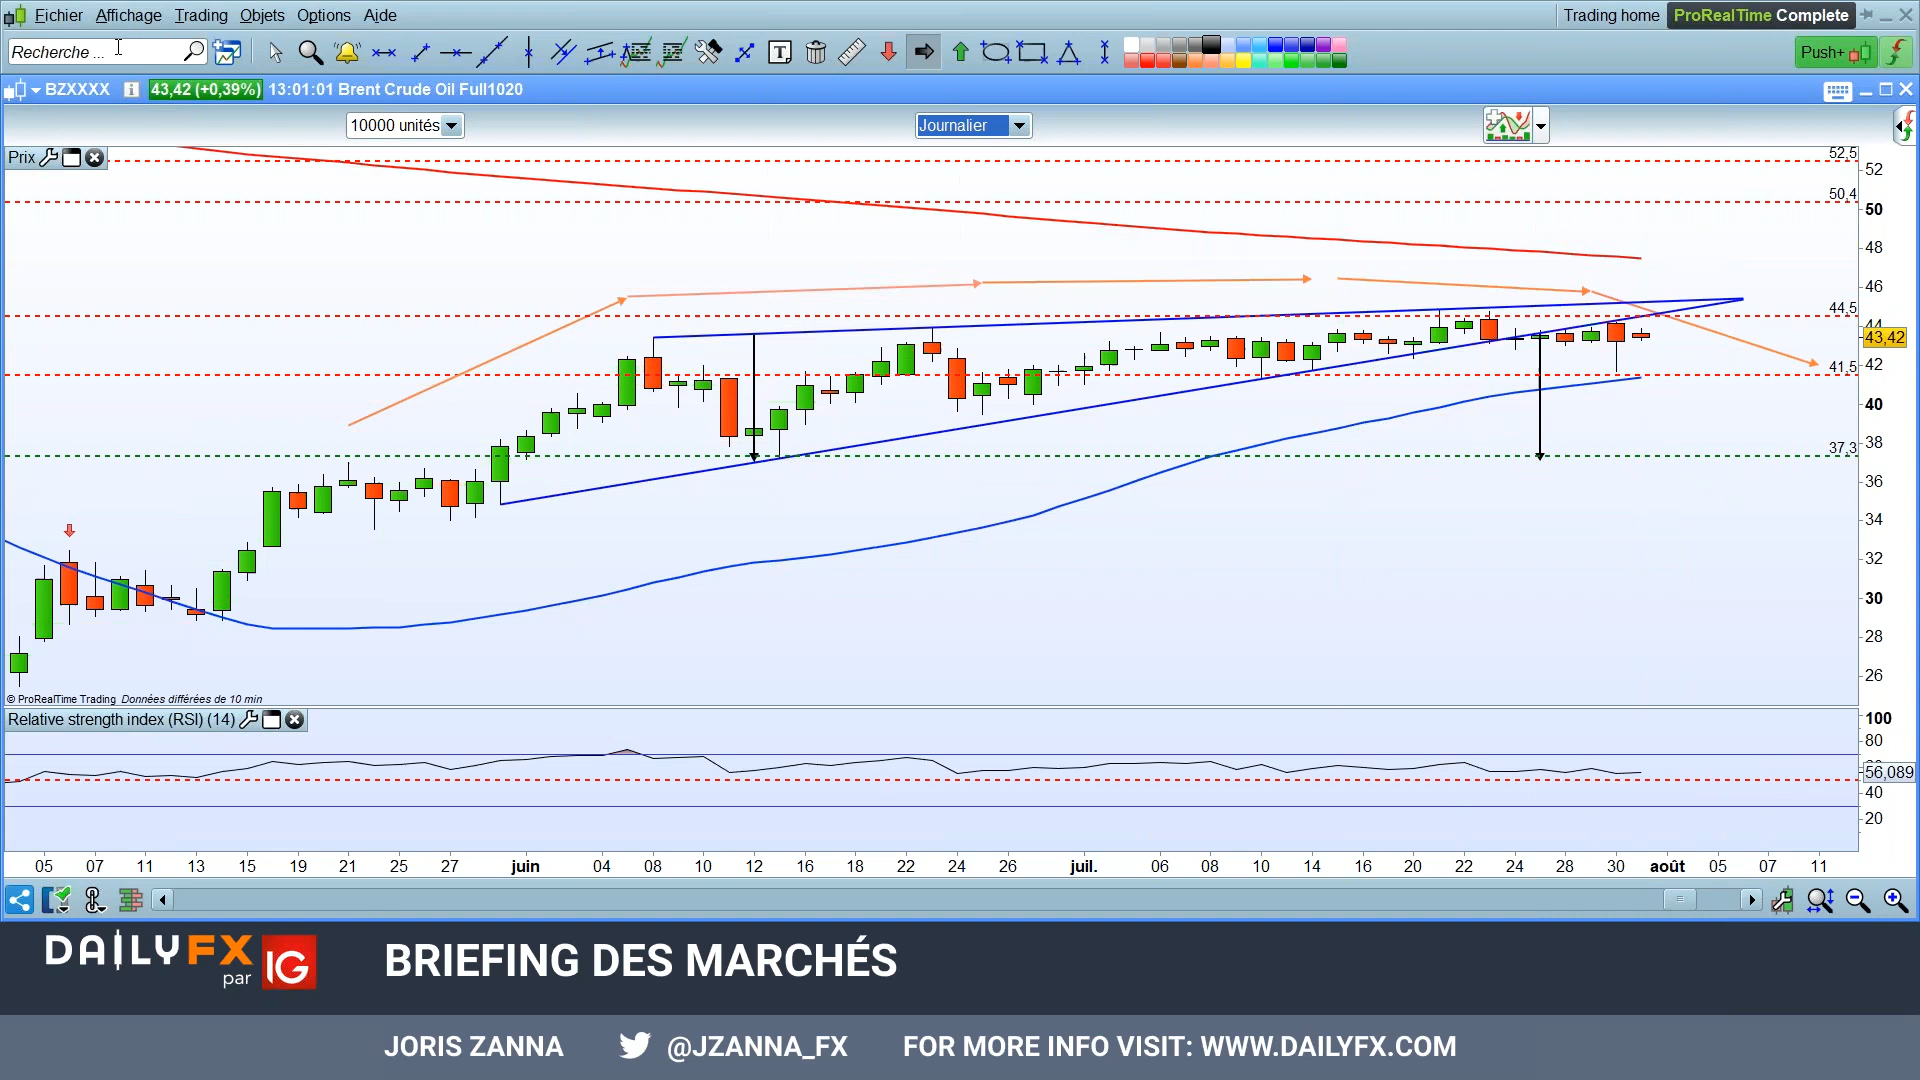 Fichier Affichage Trading Objets Options Aide
Trading home ProRealTime Complete
Recherche ...
T
Push+
BZXXXX i 43,42 (+0,39%) 13:01:01 Brent Crude Oil Full1020
10000 unités
Journalier
Prix
52,5
52
50,4
50
48
46
44,5
44
43,42
42
41,5
40
38
37,3
36
34
32
30
28
26
© ProRealTime Trading Données différées de 10 min
Relative strength index (RSI) (14)
100
80
56,089
40
20
05 07 11 13 15 19 21 25 27 juin 04 08 10 12 16 18 22 24 26 juil. 06 08 10 14 16 20 22 24 28 30 août 05 07 11
DAILYFX
par IG
BRIEFING DES MARCHÉS
JORIS ZANNA @JZANNA_FX FOR MORE INFO VISIT: WWW.DAILYFX.COM